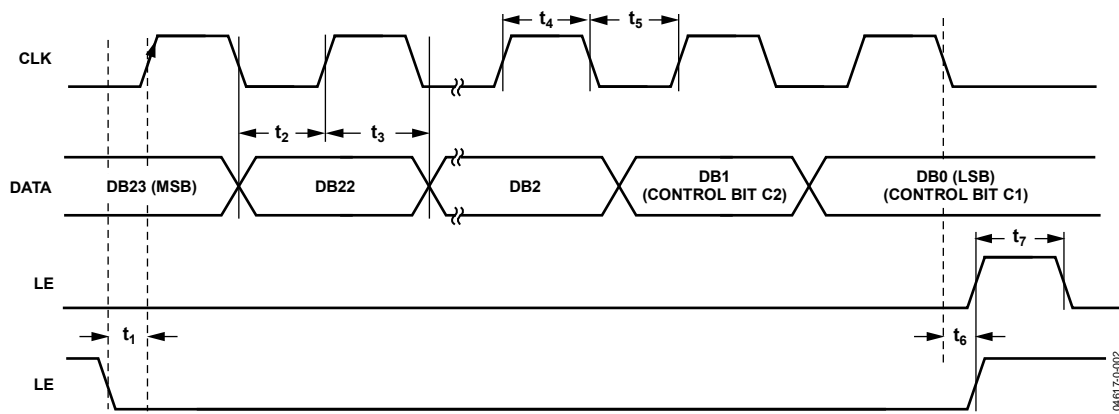 t4 t5
CLK
t2 t3
DATA
DB23 (MSB)
DB22
DB2
DB1
(CONTROL BIT C2)
DB0 (LSB)
(CONTROL BIT C1)
t7
LE
t1
t6
LE
04617-0-002